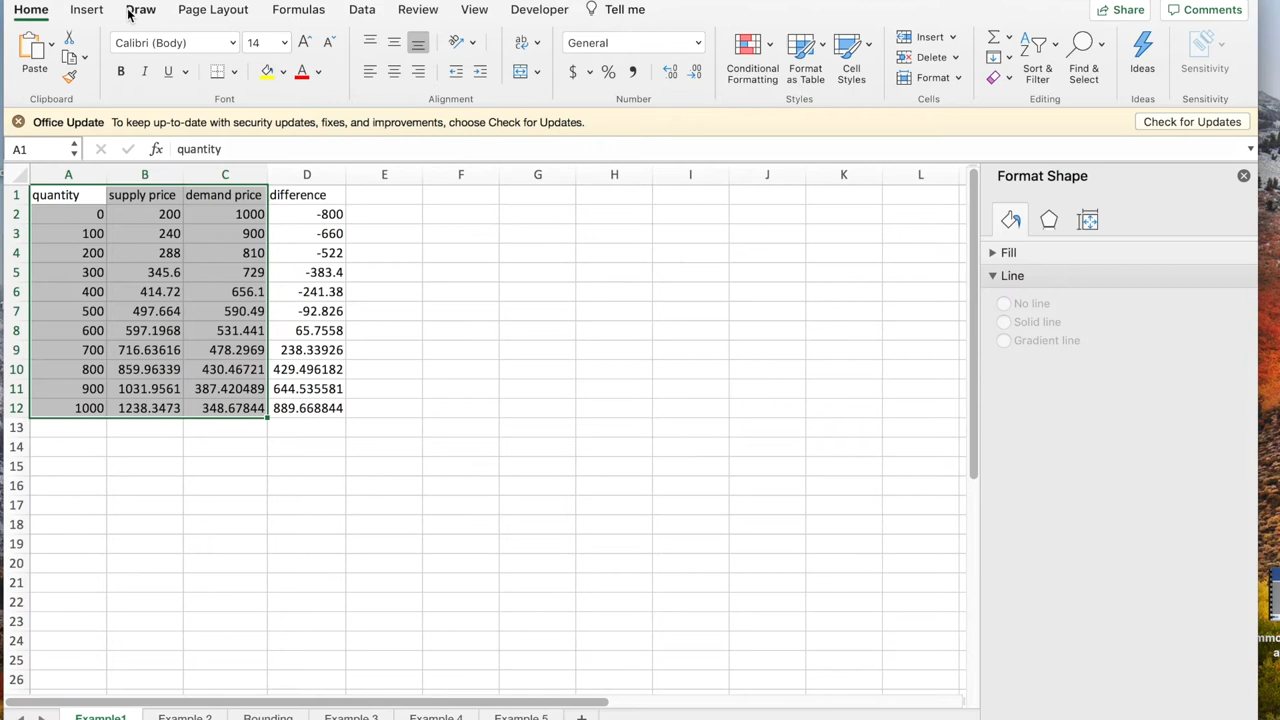 Home Insert Draw Page Layout Formulas Data Review View Developer Tell me Share Comments
Paste Calibri (Body) 14 A^ A˅ ab General Conditional Formatting Format as Table Cell Styles Insert Delete Format Sort & Filter Find & Select Ideas Sensitivity
B I U A $ % ,
Clipboard Font Alignment Number Styles Cells Editing Ideas Sensitivity
Office Update To keep up-to-date with security updates, fixes, and improvements, choose Check for Updates. Check for Updates
A1 fx quantity
A B C D E F G H I J K L
1 quantity supply price demand price difference
2 0 200 1000 -800
3 100 240 900 -660
4 200 288 810 -522
5 300 345.6 729 -383.4
6 400 414.72 656.1 -241.38
7 500 497.664 590.49 -92.826
8 600 597.1968 531.441 65.7558
9 700 716.63616 478.2969 238.33926
10 800 859.96339 430.46721 429.496182
11 900 1031.9561 387.420489 644.535581
12 1000 1238.3473 348.67844 889.668844
13
14
15
16
17
18
19
20
21
22
23
24
25
26
Format Shape
Fill
Line
No line
Solid line
Gradient line
Example1 Example 2 Rounding Example 3 Example 4 Example 5 +